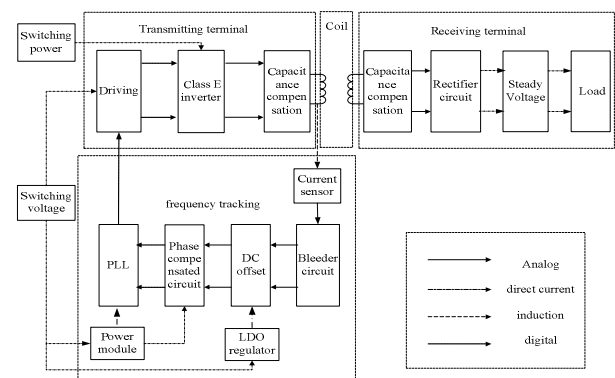 Switching
power
Transmitting terminal
Coil
Receiving terminal
Driving
Class E
inverter
Capacit
ance
compen
sation
Capacita
nce
compen
sation
Rectifier
circuit
Steady
Voltage
Load
Switching
voltage
Current
sensor
frequency tracking
PLL
Phase
compe
nsated
circuit
DC
offset
Bleeder
circuit
Power
module
LDO
regulator
Analog
direct current
induction
digital